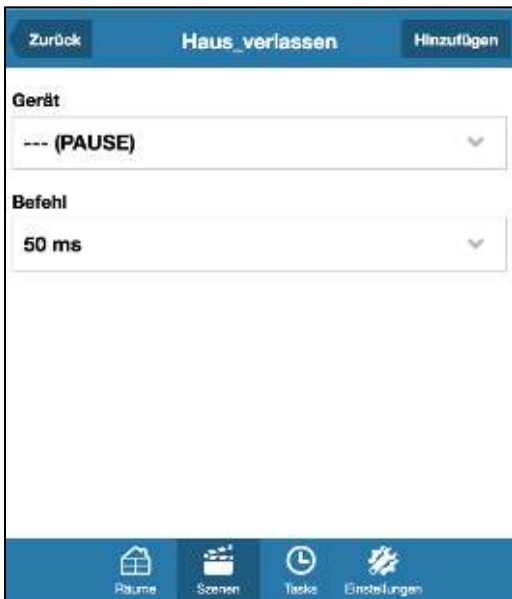 Zurück
Haus_verlassen
Hinzufügen
Gerät
--- (PAUSE)
Befehl
50 ms
Räume
Szenen
Tasks
Einstellungen